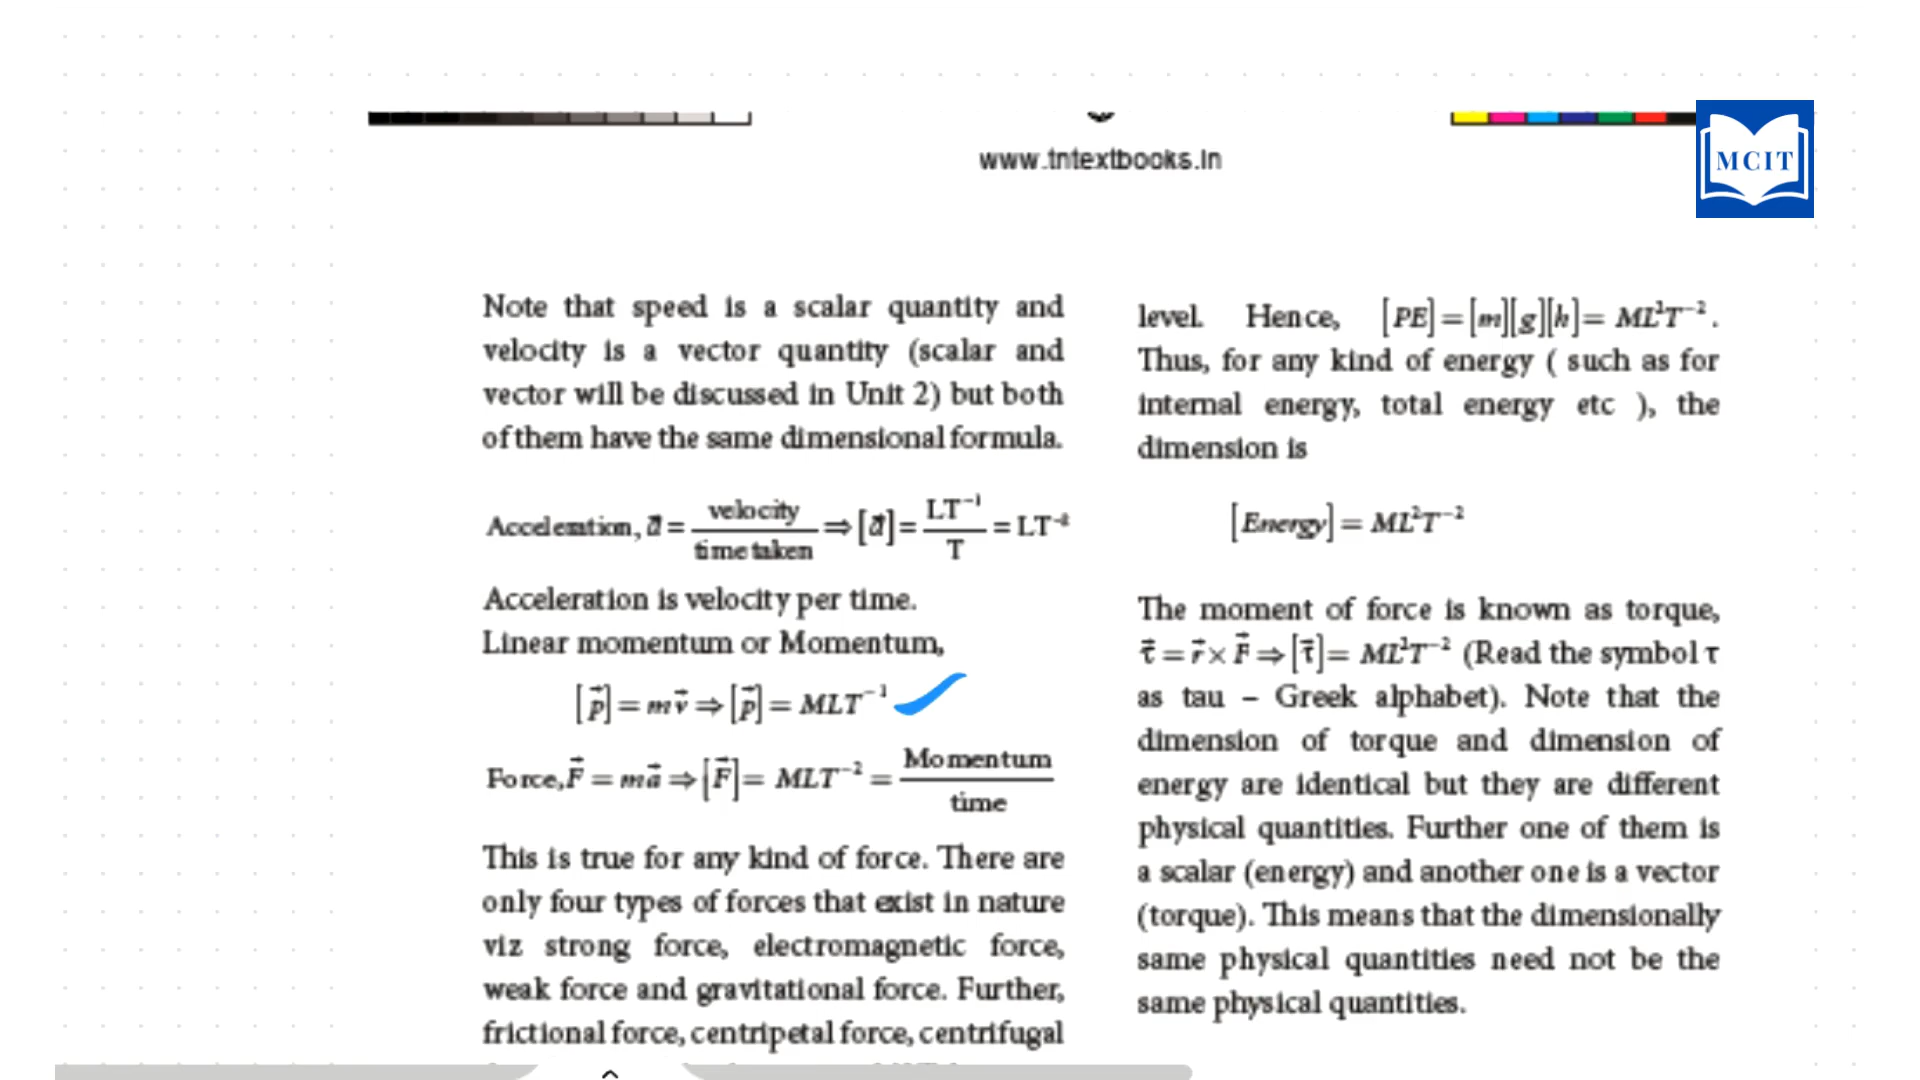 www.tntextbooks.in
MCIT
Note that speed is a scalar quantity and
velocity is a vector quantity (scalar and
vector will be discussed in Unit 2) but both
of them have the same dimensional formula.
Acceleration, a⃗ = velocity / time taken ⇒ [a⃗] = LT⁻¹ / T = LT⁻²
Acceleration is velocity per time.
Linear momentum or Momentum,
[p⃗] = mv⃗ ⇒ [p⃗] = MLT⁻¹
Force, F⃗ = ma⃗ ⇒ [F⃗] = MLT⁻² = Momentum / time
This is true for any kind of force. There are
only four types of forces that exist in nature
viz strong force, electromagnetic force,
weak force and gravitational force. Further,
frictional force, centripetal force, centrifugal
level. Hence, [PE] = [m][g][h] = ML²T⁻².
Thus, for any kind of energy ( such as for
internal energy, total energy etc ), the
dimension is
[Energy] = ML²T⁻²
The moment of force is known as torque,
τ⃗ = r⃗ × F⃗ ⇒ [τ⃗] = ML²T⁻² (Read the symbol τ
as tau – Greek alphabet). Note that the
dimension of torque and dimension of
energy are identical but they are different
physical quantities. Further one of them is
a scalar (energy) and another one is a vector
(torque). This means that the dimensionally
same physical quantities need not be the
same physical quantities.